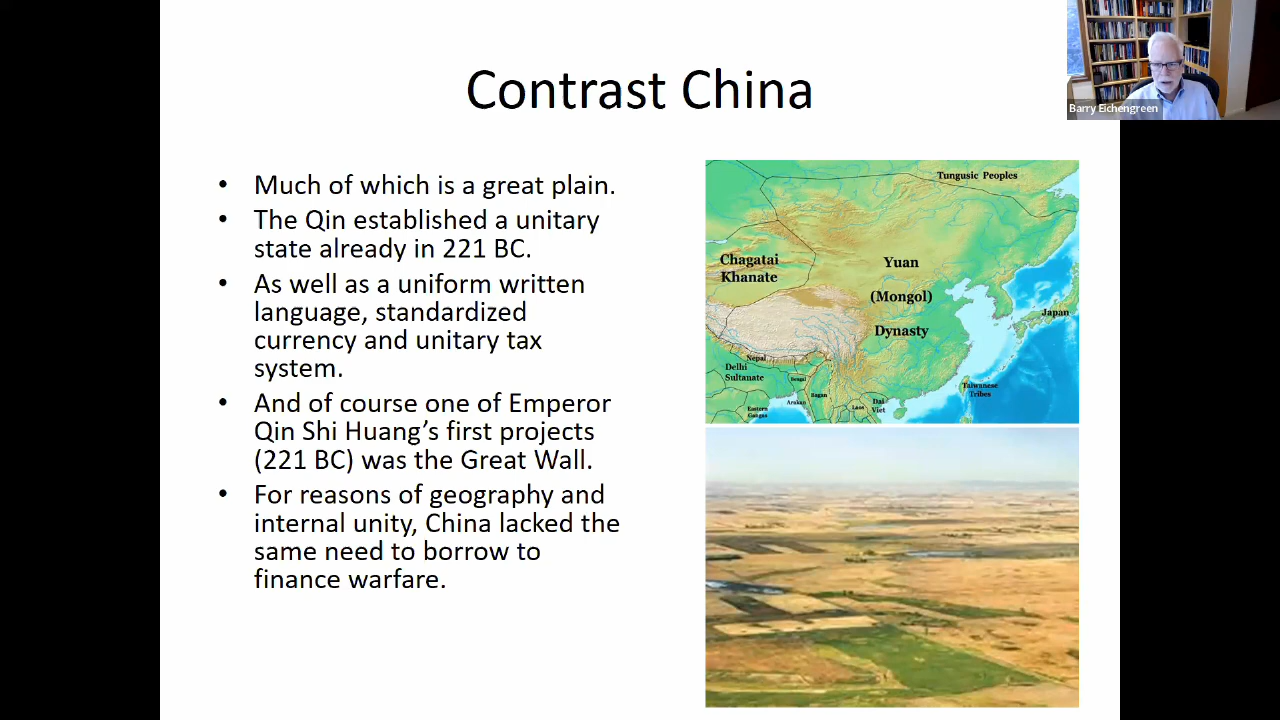 Contrast China
Barry Eichengreen
• Much of which is a great plain.
• The Qin established a unitary
state already in 221 BC.
• As well as a uniform written
language, standardized
currency and unitary tax
system.
• And of course one of Emperor
Qin Shi Huang’s first projects
(221 BC) was the Great Wall.
• For reasons of geography and
internal unity, China lacked the
same need to borrow to
finance warfare.
Tungusic Peoples
Chagatai
Khanate
Yuan
(Mongol)
Dynasty
Japan
Nepal
Delhi
Sultanate
Bengal
Arakan
Bagan
Eastern
Gangas
Laos
Dai
Viet
Taiwanese
Tribes